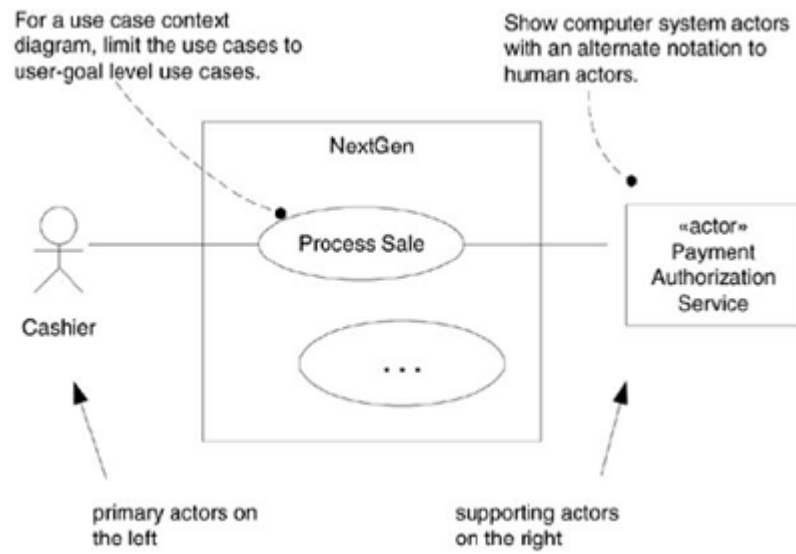 For a use case context
diagram, limit the use cases to
user-goal level use cases.
Show computer system actors
with an alternate notation to
human actors.
NextGen
Process Sale
«actor»
Payment
Authorization
Service
Cashier
. . .
primary actors on
the left
supporting actors
on the right